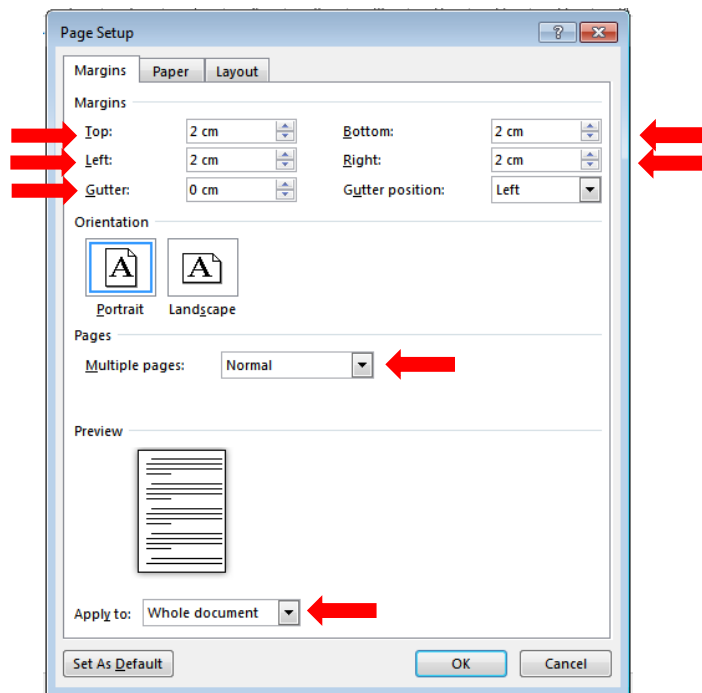 Page Setup
Margins Paper Layout
Margins
Top: 2 cm Bottom: 2 cm
Left: 2 cm Right: 2 cm
Gutter: 0 cm Gutter position: Left
Orientation
A A
Portrait Landscape
Pages
Multiple pages: Normal
Preview
Apply to: Whole document
Set As Default OK Cancel